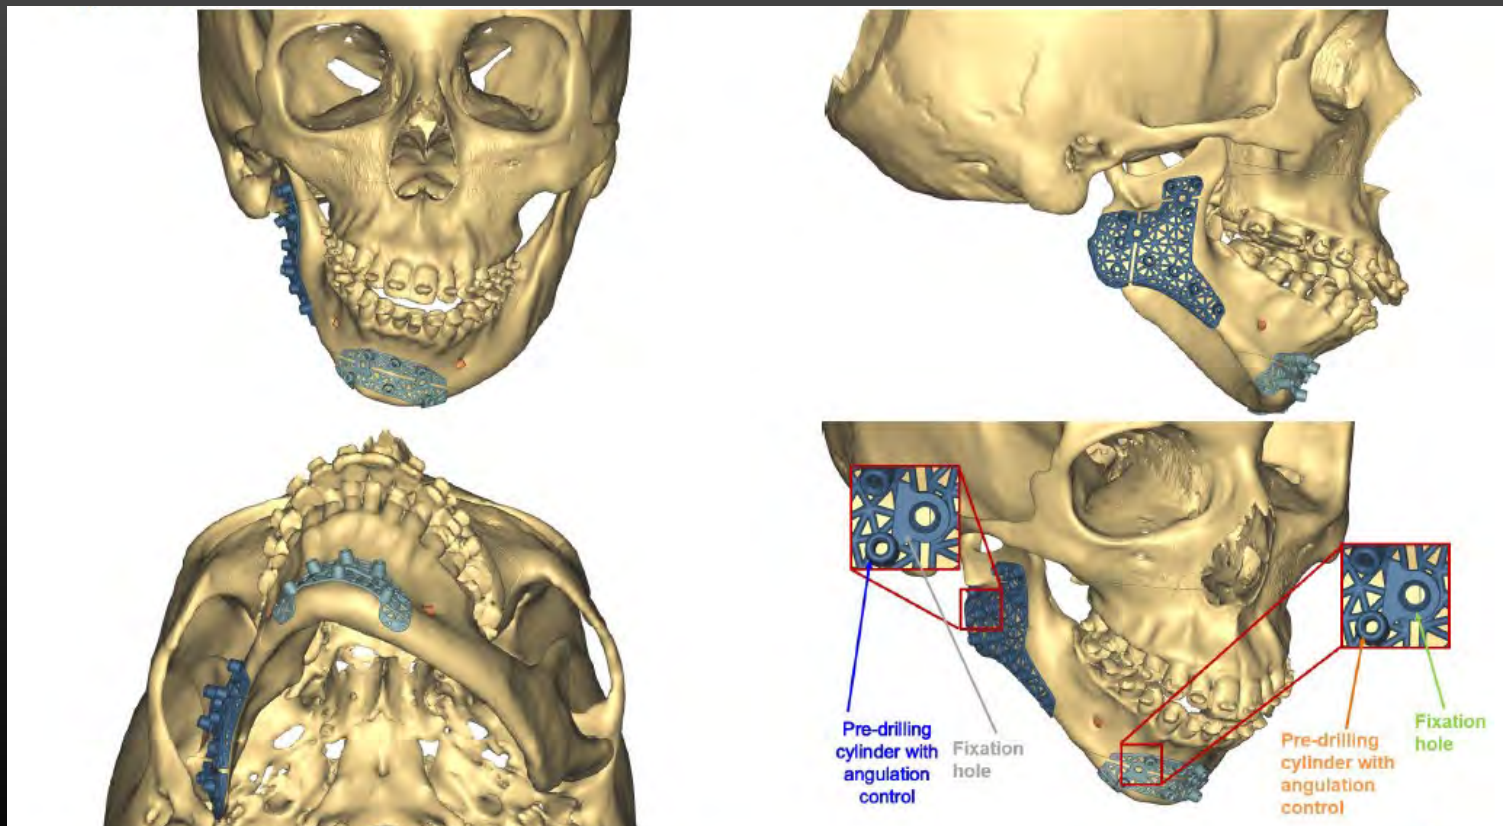 Pre-drilling
cylinder with
angulation
control
Fixation
hole
Pre-drilling
cylinder with
angulation
control
Fixation
hole